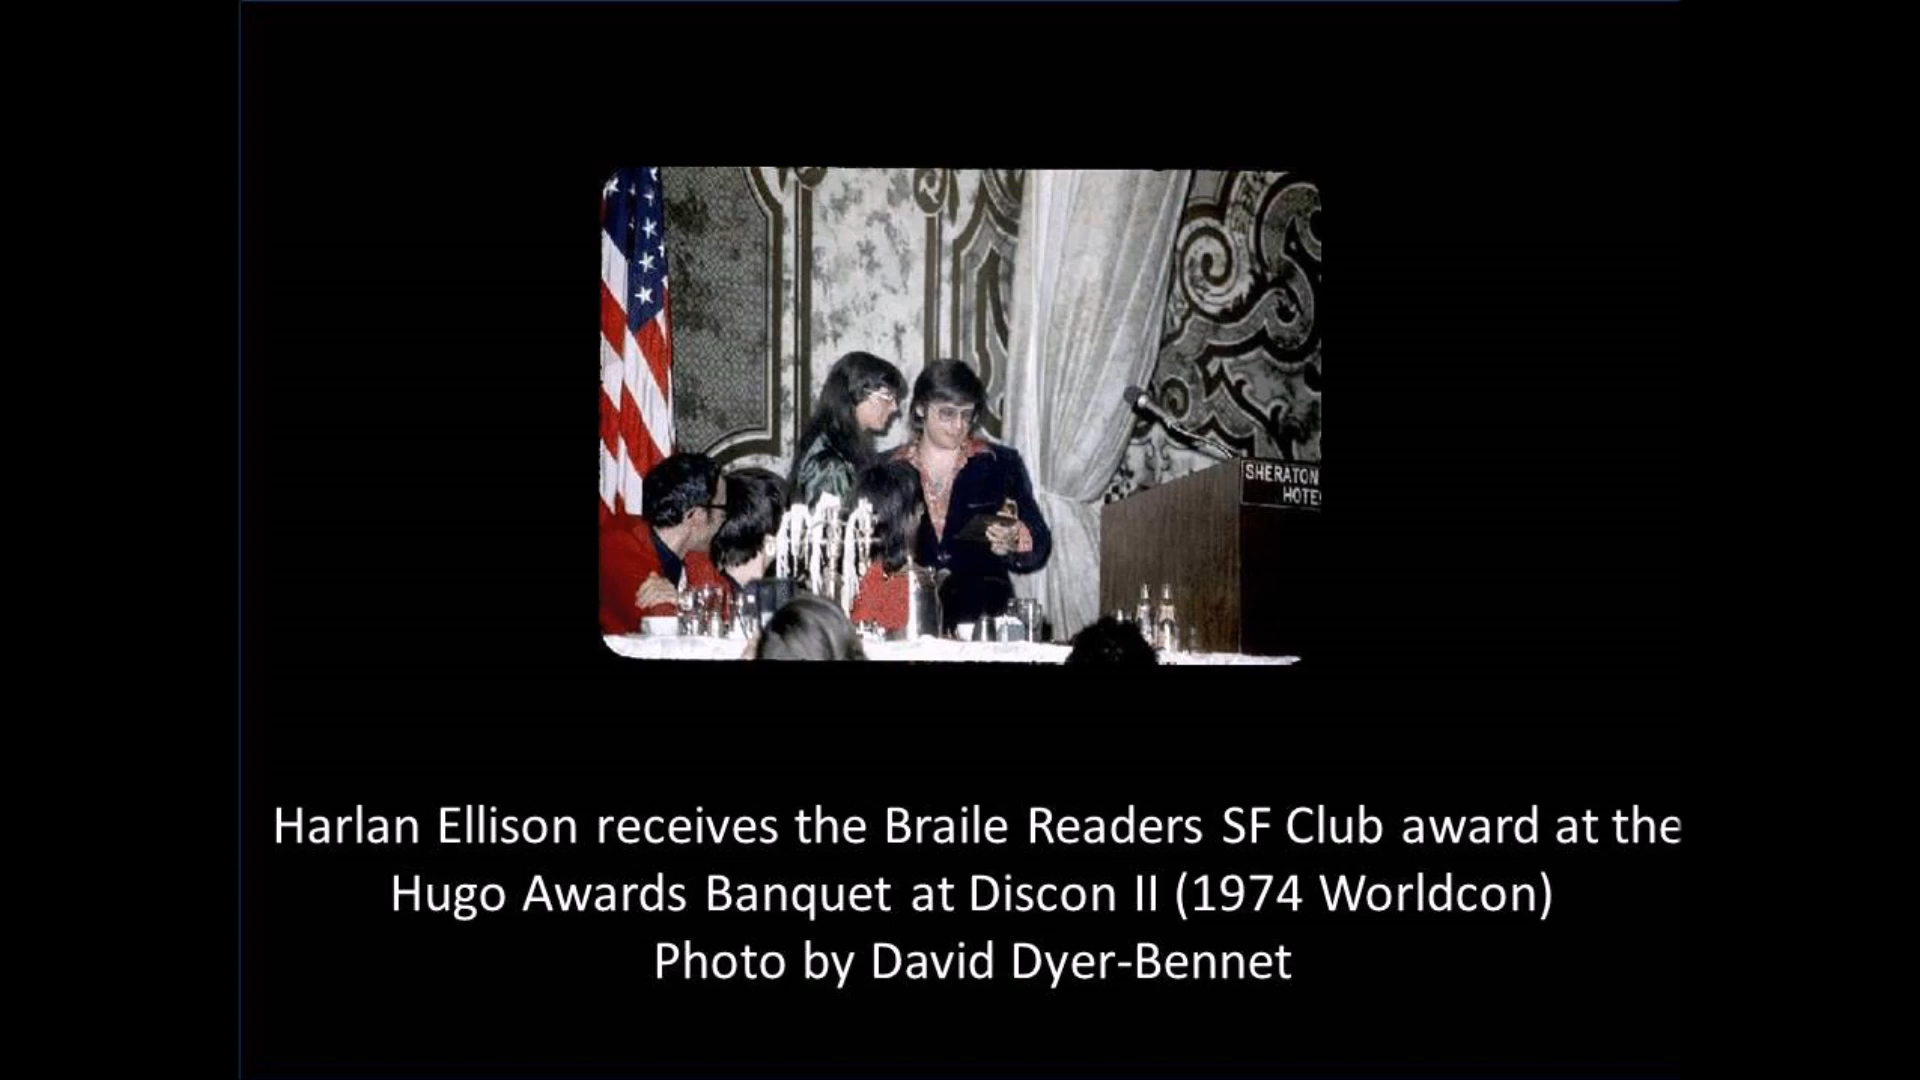 SHERATON
HOTE
Harlan Ellison receives the Braile Readers SF Club award at the
Hugo Awards Banquet at Discon II (1974 Worldcon)
Photo by David Dyer-Bennet